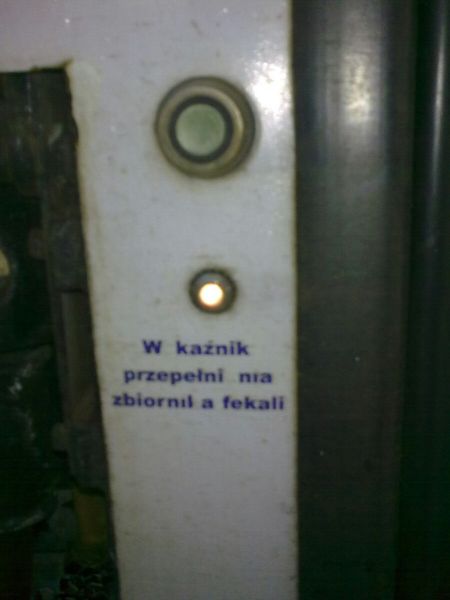 W kaźnik
przepełni nia
zbiornil a fekali